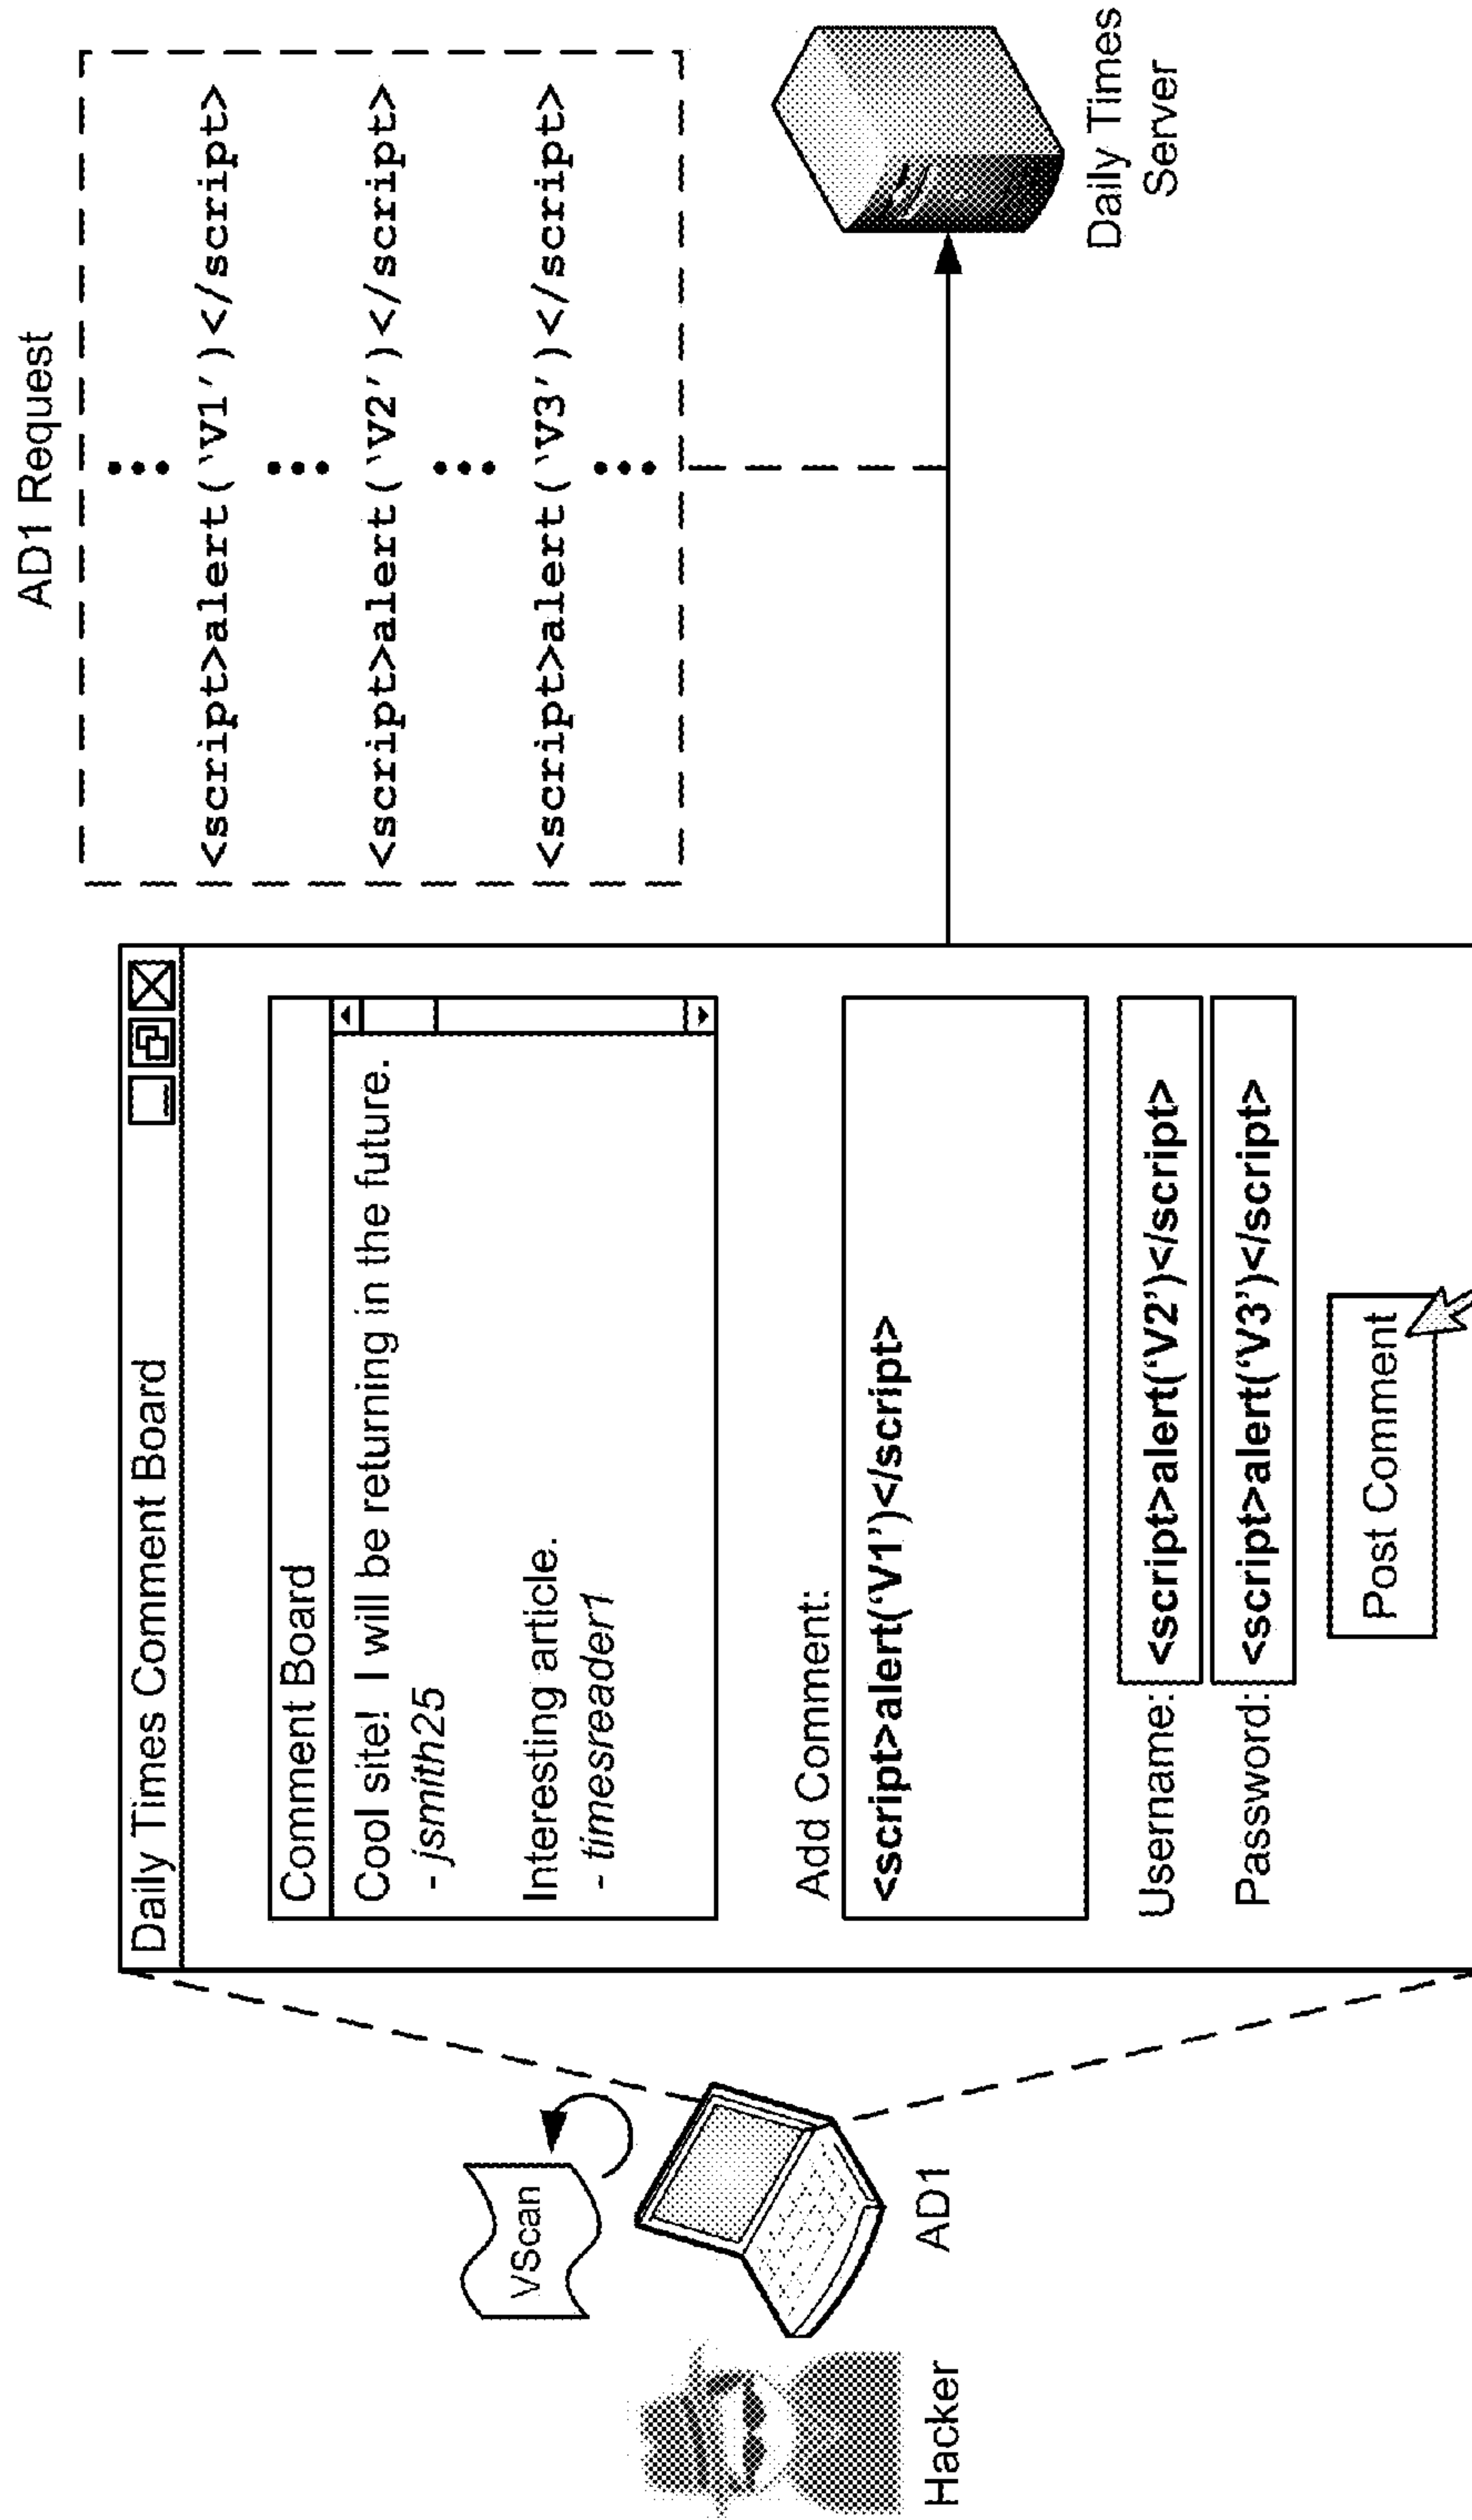 Hacker
vScan
AD1
Daily Times Comment Board
Comment Board
Cool site! I will be returning in the future.
- jsmith25
Interesting article.
- timesreader1
Add Comment:
<script>alert(‘V1’)</script>
Username: <script>alert(‘V2’)</script>
Password: <script>alert(‘V3’)</script>
Post Comment
AD1 Request
<script>alert(‘V1’)</script>
<script>alert(‘V2’)</script>
<script>alert(‘V3’)</script>
Daily Times
Server